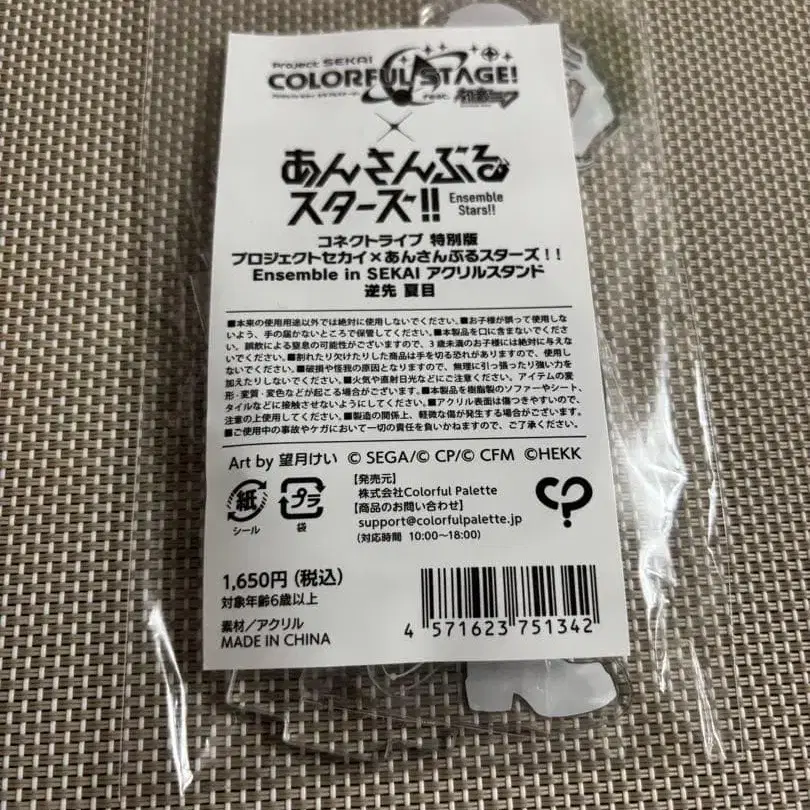 Project SEKAI
COLORFUL STAGE!
feat. 初音ミク
×
あんさんぶる
スターズ!!
Ensemble
Stars!!
コネクトライブ 特別版
プロジェクトセカイ×あんさんぶるスターズ！！
Ensemble in SEKAI アクリルスタンド
逆先 夏目
■本来の使用用途以外では絶対に使用しないでください。■お子様が誤って使用しな
いよう、手の届かないところで保管してください。■本製品を口に含まないでくださ
い。誤飲による窒息の可能性がございますので、3歳未満のお子様には絶対に与えな
いでください。■割れたり欠けたりした商品は手を切る恐れがありますので、使用し
ないでください。■破損や怪我の原因となりますので、無理に引っ張ったり強い力を
加えたりしないでください。■火気や直射日光などにご注意ください。アイテムの変
形・変質・変色などが起こる場合がございます。■本製品を樹脂製のソファーやシート、
タイルなどに接触させないようにしてください。■アクリル表面は傷つきやすいので、
注意の上使用してください。■製造の関係上、軽微な傷が発生する場合がございます。
■ご使用中の事故やケガにおいて一切の責任を負いかねますので、ご了承ください。
Art by 望月けい © SEGA/© CP/© CFM ©HEKK
紙
シール
プラ
袋
【発売元】
株式会社Colorful Palette
【商品のお問い合わせ】
support@colorfulpalette.jp
(対応時間 10:00～18:00)
1,650円（税込）
対象年齢6歳以上
素材／アクリル
MADE IN CHINA
4 571623 751342